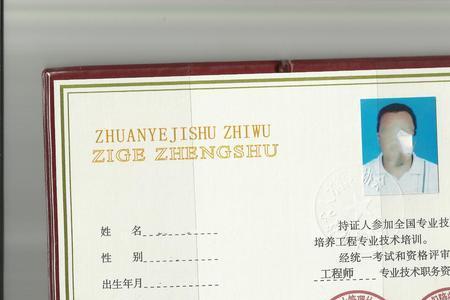 ZHUANYEJISHU ZHIWU
ZIGE ZHENGSHU
姓 名
性 别
出生年月
持证人参加全国专业技
培养工程专业技术培训。
经统一考试和资格评审
工程师 专业技术职务资